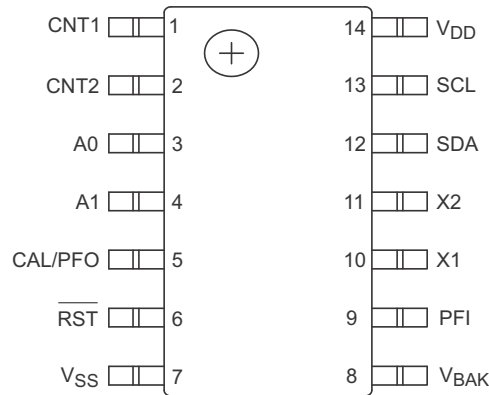 CNT1 1 14 VDD
CNT2 2 13 SCL
A0 3 12 SDA
A1 4 11 X2
CAL/PFO 5 10 X1
RST 6 9 PFI
VSS 7 8 VBAK